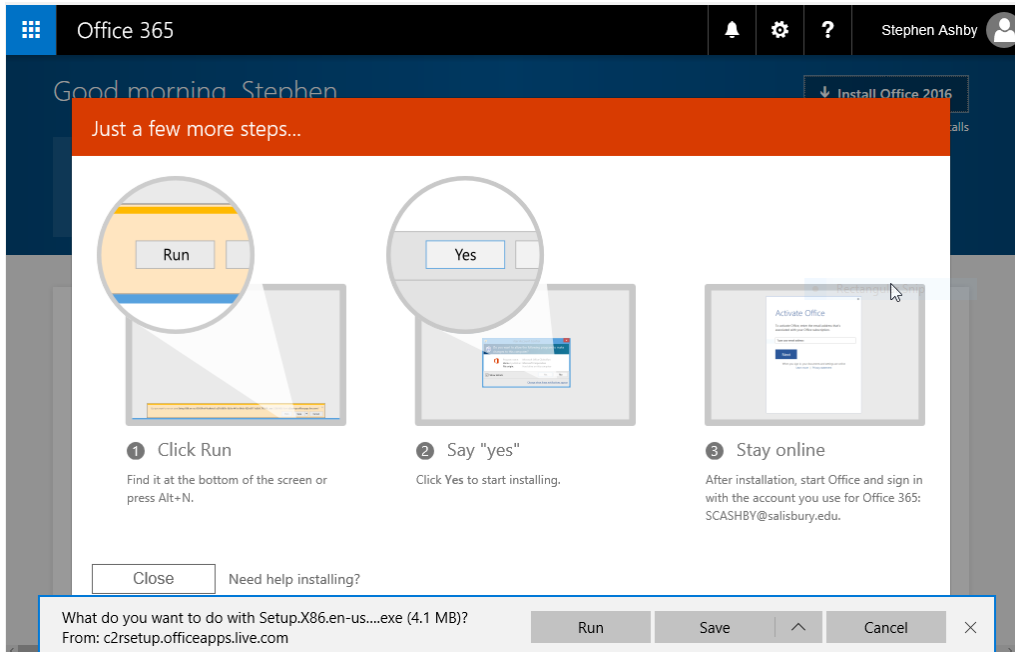 Office 365
Stephen Ashby
Good morning, Stephen
Install Office 2016
alls
Just a few more steps...
Run
Yes
Activate Office
1 Click Run
Find it at the bottom of the screen or
press Alt+N.
2 Say "yes"
Click Yes to start installing.
3 Stay online
After installation, start Office and sign in
with the account you use for Office 365:
SCASHBY@salisbury.edu.
Close
Need help installing?
What do you want to do with Setup.X86.en-us....exe (4.1 MB)?
From: c2rsetup.officeapps.live.com
Run
Save
Cancel